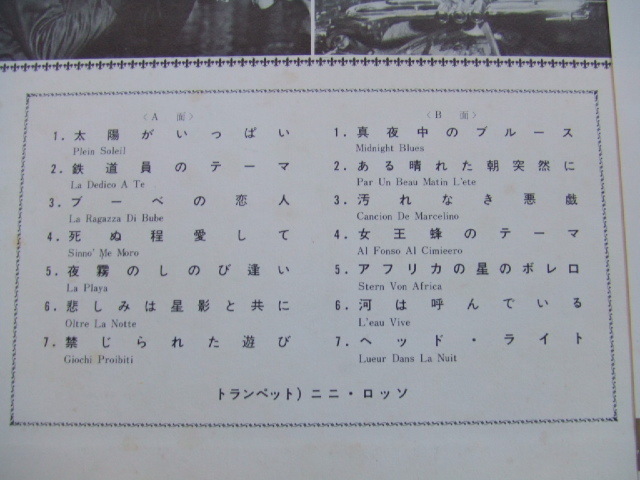 〈A 面〉
1. 太陽がいっぱい
Plein Soleil
2. 鉄道員のテーマ
La Dedico A Te
3. ブーベの恋人
La Ragazza Di Bube
4. 死ぬ程愛して
Sinno' Me Moro
5. 夜霧のしのび逢い
La Playa
6. 悲しみは星影と共に
Oltre La Notte
7. 禁じられた遊び
Giochi Proibiti
〈B 面〉
1. 真夜中のブルース
Midnight Blues
2. ある晴れた朝突然に
Par Un Beau Matin L'ete
3. 汚れなき悪戯
Cancion De Marcelino
4. 女王蜂のテーマ
Al Fonso Al Cimieero
5. アフリカの星のボレロ
Stern Von Africa
6. 河は呼んでいる
L'eau Vive
7. ヘッド・ライト
Lueur Dans La Nuit
トランペット) ニニ・ロッソ